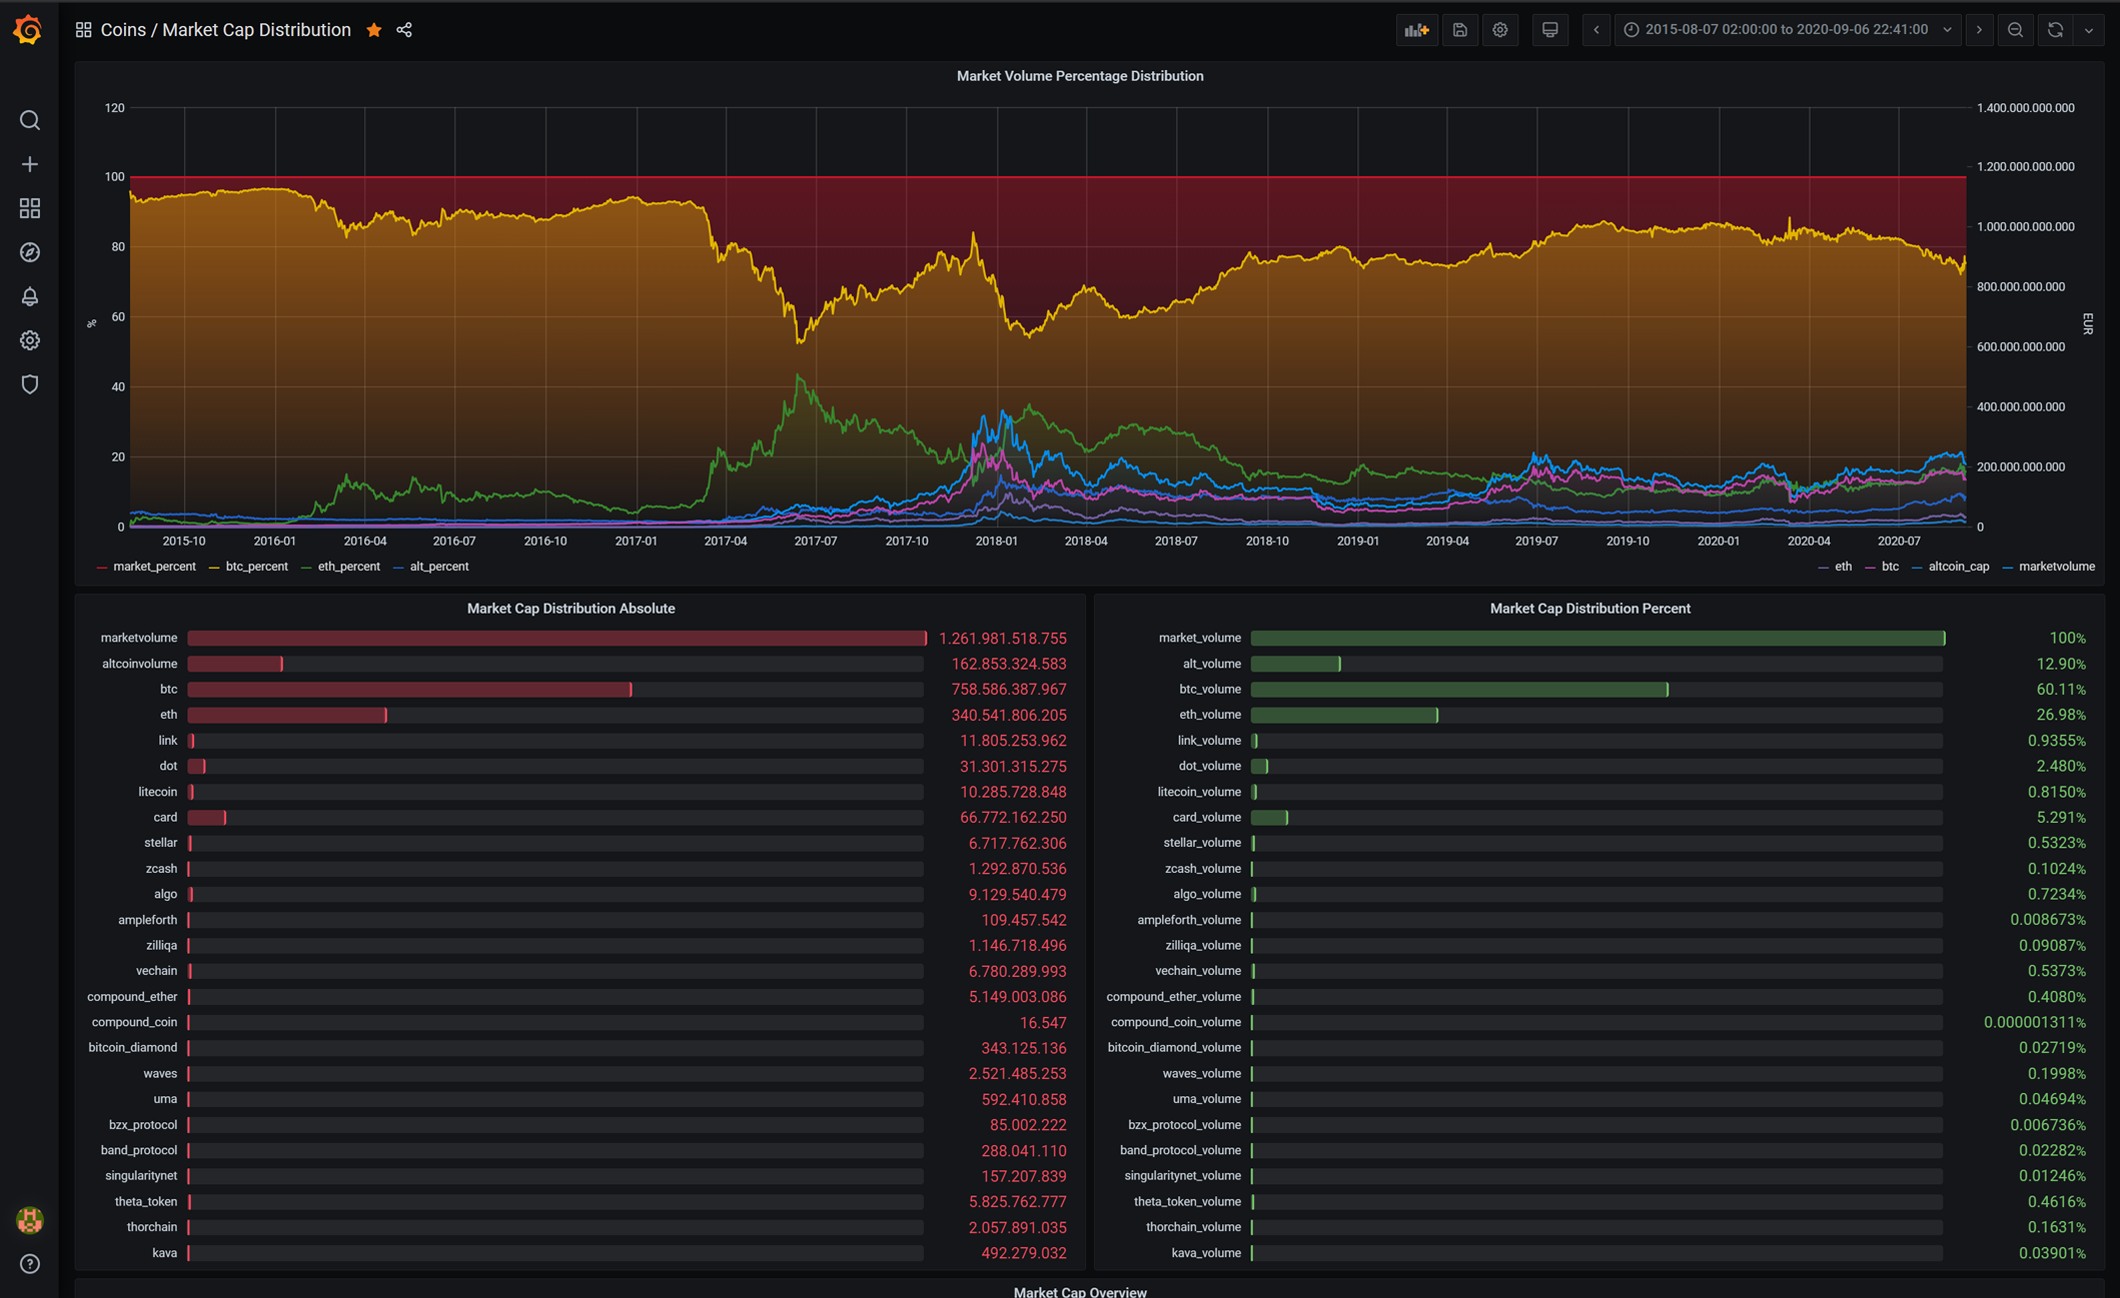 Coins / Market Cap Distribution
2015-08-07 02:00:00 to 2020-09-06 22:41:00
Market Volume Percentage Distribution
120
100
80
60
40
20
0
%
1.400.000.000.000
1.200.000.000.000
1.000.000.000.000
800.000.000.000
600.000.000.000
400.000.000.000
200.000.000.000
0
EUR
2015-10 2016-01 2016-04 2016-07 2016-10 2017-01 2017-04 2017-07 2017-10 2018-01 2018-04 2018-07 2018-10 2019-01 2019-04 2019-07 2019-10 2020-01 2020-04 2020-07
market_percent btc_percent eth_percent alt_percent
eth btc altcoin_cap marketvolume
Market Cap Distribution Absolute
marketvolume 1.261.981.518.755
altcoinvolume 162.853.324.583
btc 758.586.387.967
eth 340.541.806.205
link 11.805.253.962
dot 31.301.315.275
litecoin 10.285.728.848
card 66.772.162.250
stellar 6.717.762.306
zcash 1.292.870.536
algo 9.129.540.479
ampleforth 109.457.542
zilliqa 1.146.718.496
vechain 6.780.289.993
compound_ether 5.149.003.086
compound_coin 16.547
bitcoin_diamond 343.125.136
waves 2.521.485.253
uma 592.410.858
bzx_protocol 85.002.222
band_protocol 288.041.110
singularitynet 157.207.839
theta_token 5.825.762.777
thorchain 2.057.891.035
kava 492.279.032
Market Cap Distribution Percent
market_volume 100%
alt_volume 12.90%
btc_volume 60.11%
eth_volume 26.98%
link_volume 0.9355%
dot_volume 2.480%
litecoin_volume 0.8150%
card_volume 5.291%
stellar_volume 0.5323%
zcash_volume 0.1024%
algo_volume 0.7234%
ampleforth_volume 0.008673%
zilliqa_volume 0.09087%
vechain_volume 0.5373%
compound_ether_volume 0.4080%
compound_coin_volume 0.000001311%
bitcoin_diamond_volume 0.02719%
waves_volume 0.1998%
uma_volume 0.04694%
bzx_protocol_volume 0.006736%
band_protocol_volume 0.02282%
singularitynet_volume 0.01246%
theta_token_volume 0.4616%
thorchain_volume 0.1631%
kava_volume 0.03901%
Market Cap Overview